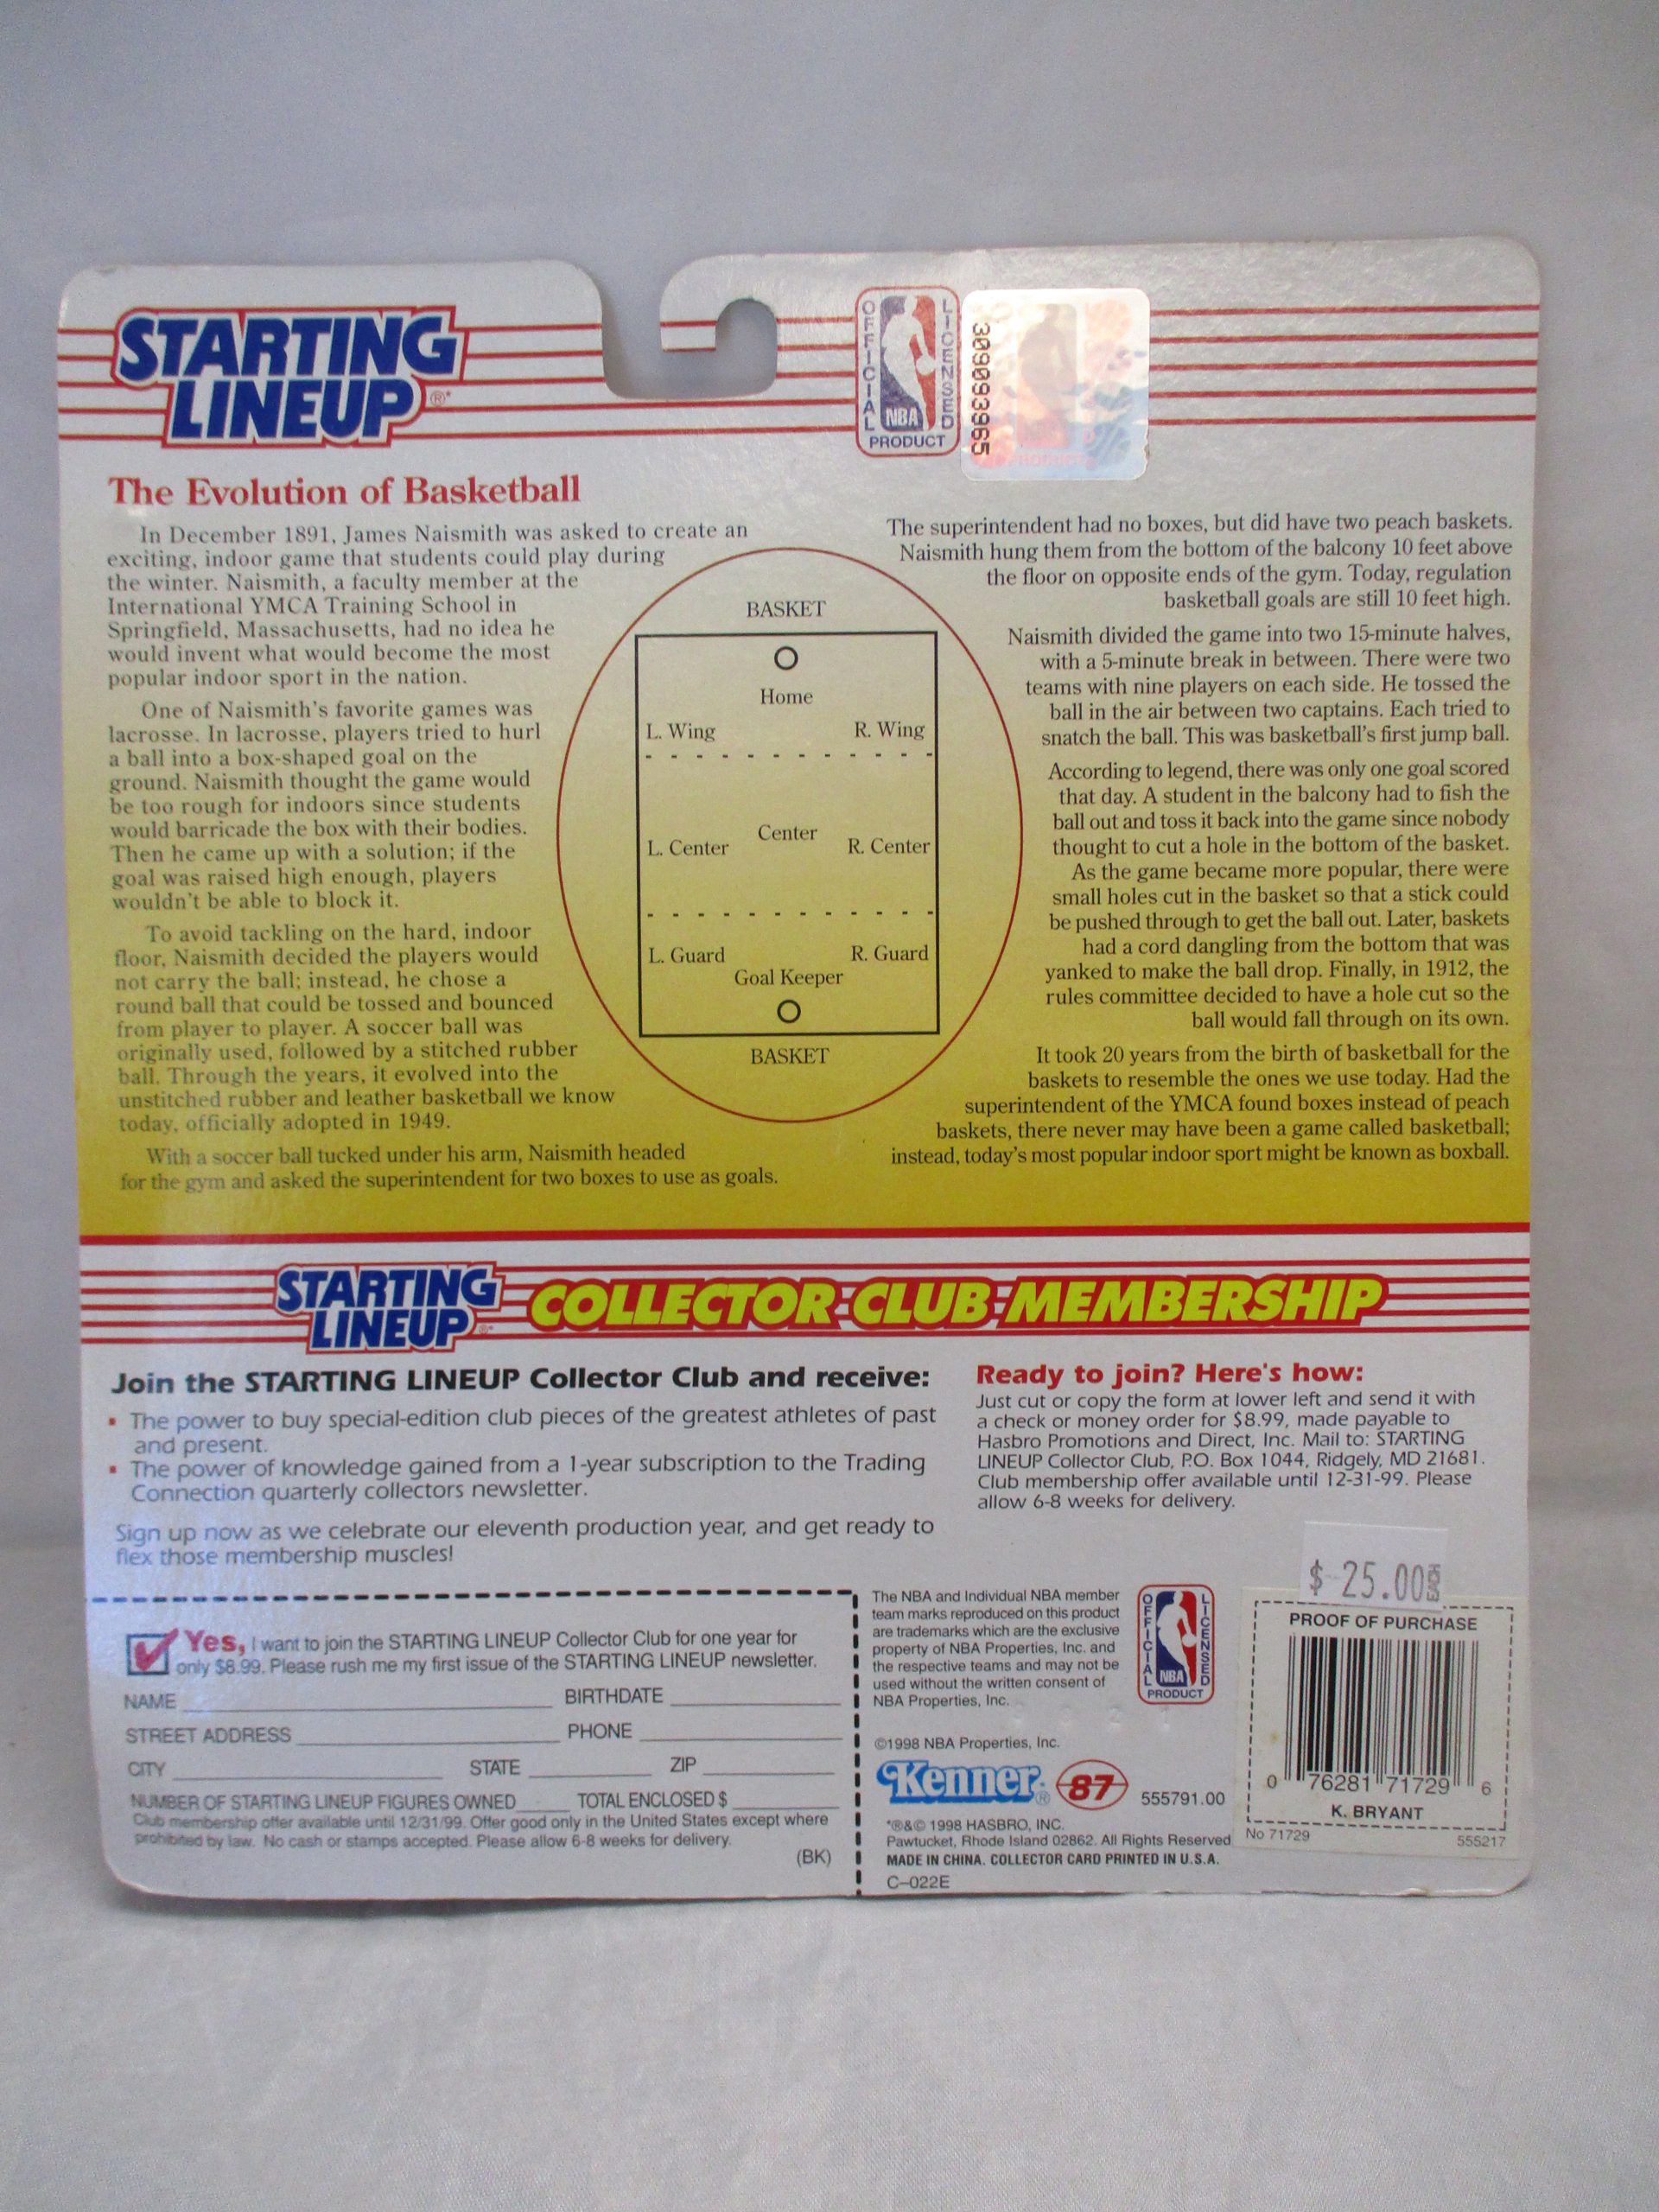 STARTING
LINEUP®*
OFFICIAL
LICENSED
NBA
PRODUCT
3090993965
The Evolution of Basketball
In December 1891, James Naismith was asked to create an
exciting, indoor game that students could play during
the winter. Naismith, a faculty member at the
International YMCA Training School in
Springfield, Massachusetts, had no idea he
would invent what would become the most
popular indoor sport in the nation.
One of Naismith's favorite games was
lacrosse. In lacrosse, players tried to hurl
a ball into a box-shaped goal on the
ground. Naismith thought the game would
be too rough for indoors since students
would barricade the box with their bodies.
Then he came up with a solution; if the
goal was raised high enough, players
wouldn't be able to block it.
To avoid tackling on the hard, indoor
floor, Naismith decided the players would
not carry the ball; instead, he chose a
round ball that could be tossed and bounced
from player to player. A soccer ball was
originally used, followed by a stitched rubber
ball. Through the years, it evolved into the
unstitched rubber and leather basketball we know
today, officially adopted in 1949.
With a soccer ball tucked under his arm, Naismith headed
for the gym and asked the superintendent for two boxes to use as goals.
BASKET
Home
L. Wing R. Wing
Center
L. Center R. Center
L. Guard R. Guard
Goal Keeper
BASKET
The superintendent had no boxes, but did have two peach baskets.
Naismith hung them from the bottom of the balcony 10 feet above
the floor on opposite ends of the gym. Today, regulation
basketball goals are still 10 feet high.
Naismith divided the game into two 15-minute halves,
with a 5-minute break in between. There were two
teams with nine players on each side. He tossed the
ball in the air between two captains. Each tried to
snatch the ball. This was basketball's first jump ball.
According to legend, there was only one goal scored
that day. A student in the balcony had to fish the
ball out and toss it back into the game since nobody
thought to cut a hole in the bottom of the basket.
As the game became more popular, there were
small holes cut in the basket so that a stick could
be pushed through to get the ball out. Later, baskets
had a cord dangling from the bottom that was
yanked to make the ball drop. Finally, in 1912, the
rules committee decided to have a hole cut so the
ball would fall through on its own.
It took 20 years from the birth of basketball for the
baskets to resemble the ones we use today. Had the
superintendent of the YMCA found boxes instead of peach
baskets, there never may have been a game called basketball;
instead, today's most popular indoor sport might be known as boxball.
STARTING
LINEUP®*
COLLECTOR CLUB MEMBERSHIP
Join the STARTING LINEUP Collector Club and receive:
• The power to buy special-edition club pieces of the greatest athletes of past
and present.
• The power of knowledge gained from a 1-year subscription to the Trading
Connection quarterly collectors newsletter.
Sign up now as we celebrate our eleventh production year, and get ready to
flex those membership muscles!
Ready to join? Here's how:
Just cut or copy the form at lower left and send it with
a check or money order for $8.99, made payable to
Hasbro Promotions and Direct, Inc. Mail to: STARTING
LINEUP Collector Club, P.O. Box 1044, Ridgely, MD 21681.
Club membership offer available until 12-31-99. Please
allow 6-8 weeks for delivery.
Yes, I want to join the STARTING LINEUP Collector Club for one year for
only $8.99. Please rush me my first issue of the STARTING LINEUP newsletter.
NAME BIRTHDATE
STREET ADDRESS PHONE
CITY STATE ZIP
NUMBER OF STARTING LINEUP FIGURES OWNED TOTAL ENCLOSED $
Club membership offer available until 12/31/99. Offer good only in the United States except where
prohibited by law. No cash or stamps accepted. Please allow 6-8 weeks for delivery.
(BK)
The NBA and Individual NBA member
team marks reproduced on this product
are trademarks which are the exclusive
property of NBA Properties, Inc. and
the respective teams and may not be
used without the written consent of
NBA Properties, Inc.
OFFICIAL
LICENSED
NBA
PRODUCT
©1998 NBA Properties, Inc.
Kenner® 87 555791.00
*®&© 1998 HASBRO, INC.
Pawtucket, Rhode Island 02862. All Rights Reserved
MADE IN CHINA. COLLECTOR CARD PRINTED IN U.S.A.
C-022E
$ 25.00 EACH
PROOF OF PURCHASE
0 76281 71729 6
K. BRYANT
No 71729 555217